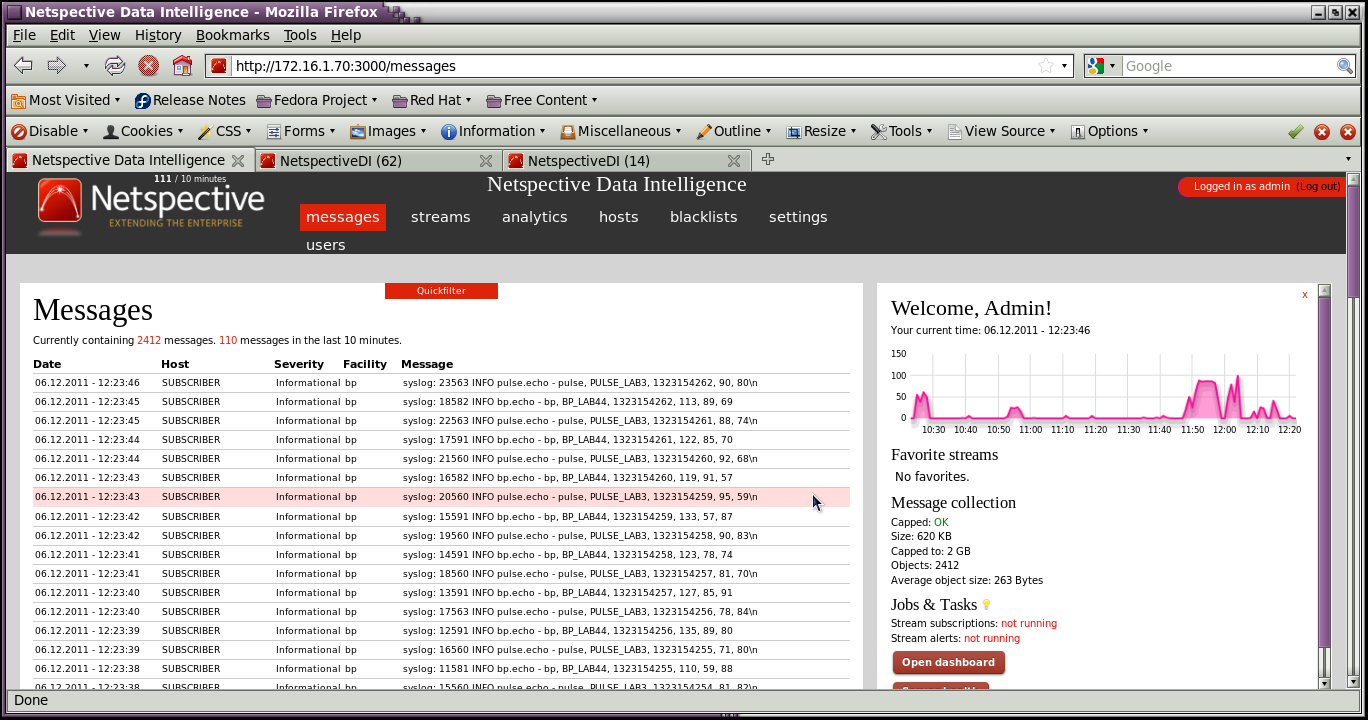 Netspective Data Intelligence - Mozilla Firefox
File Edit View History Bookmarks Tools Help
http://172.16.1.70:3000/messages Google
Most Visited Release Notes Fedora Project Red Hat Free Content
Disable Cookies CSS Forms Images Information Miscellaneous Outline Resize Tools View Source Options
Netspective Data Intelligence NetspectiveDI (62) NetspectiveDI (14)
111 / 10 minutes
Netspective
EXTENDING THE ENTERPRISE
Netspective Data Intelligence
Logged in as admin (Log out)
messages streams analytics hosts blacklists settings
users
Quickfilter
Messages
Currently containing 2412 messages. 110 messages in the last 10 minutes.
Date Host Severity Facility Message
06.12.2011 - 12:23:46 SUBSCRIBER Informational bp syslog: 23563 INFO pulse.echo - pulse, PULSE_LAB3, 1323154262, 90, 80\n
06.12.2011 - 12:23:45 SUBSCRIBER Informational bp syslog: 18582 INFO bp.echo - bp, BP_LAB44, 1323154262, 113, 89, 69
06.12.2011 - 12:23:45 SUBSCRIBER Informational bp syslog: 22563 INFO pulse.echo - pulse, PULSE_LAB3, 1323154261, 88, 74\n
06.12.2011 - 12:23:44 SUBSCRIBER Informational bp syslog: 17591 INFO bp.echo - bp, BP_LAB44, 1323154261, 122, 85, 70
06.12.2011 - 12:23:44 SUBSCRIBER Informational bp syslog: 21560 INFO pulse.echo - pulse, PULSE_LAB3, 1323154260, 92, 68\n
06.12.2011 - 12:23:43 SUBSCRIBER Informational bp syslog: 16582 INFO bp.echo - bp, BP_LAB44, 1323154260, 119, 91, 57
06.12.2011 - 12:23:43 SUBSCRIBER Informational bp syslog: 20560 INFO pulse.echo - pulse, PULSE_LAB3, 1323154259, 95, 59\n
06.12.2011 - 12:23:42 SUBSCRIBER Informational bp syslog: 15591 INFO bp.echo - bp, BP_LAB44, 1323154259, 133, 57, 87
06.12.2011 - 12:23:42 SUBSCRIBER Informational bp syslog: 19560 INFO pulse.echo - pulse, PULSE_LAB3, 1323154258, 90, 83\n
06.12.2011 - 12:23:41 SUBSCRIBER Informational bp syslog: 14591 INFO bp.echo - bp, BP_LAB44, 1323154258, 123, 78, 74
06.12.2011 - 12:23:41 SUBSCRIBER Informational bp syslog: 18560 INFO pulse.echo - pulse, PULSE_LAB3, 1323154257, 81, 70\n
06.12.2011 - 12:23:40 SUBSCRIBER Informational bp syslog: 13591 INFO bp.echo - bp, BP_LAB44, 1323154257, 127, 85, 91
06.12.2011 - 12:23:40 SUBSCRIBER Informational bp syslog: 17563 INFO pulse.echo - pulse, PULSE_LAB3, 1323154256, 78, 84\n
06.12.2011 - 12:23:39 SUBSCRIBER Informational bp syslog: 12591 INFO bp.echo - bp, BP_LAB44, 1323154256, 135, 89, 80
06.12.2011 - 12:23:39 SUBSCRIBER Informational bp syslog: 16560 INFO pulse.echo - pulse, PULSE_LAB3, 1323154255, 71, 80\n
06.12.2011 - 12:23:38 SUBSCRIBER Informational bp syslog: 11581 INFO bp.echo - bp, BP_LAB44, 1323154255, 110, 59, 88
06.12.2011 - 12:23:38 SUBSCRIBER Informational bp syslog: 15560 INFO pulse.echo - pulse, PULSE_LAB3, 1323154254, 81, 82\n
x
Welcome, Admin!
Your current time: 06.12.2011 - 12:23:46
150
100
50
0
10:30 10:40 10:50 11:00 11:10 11:20 11:30 11:40 11:50 12:00 12:10 12:20
Favorite streams
No favorites.
Message collection
Capped: OK
Size: 620 KB
Capped to: 2 GB
Objects: 2412
Average object size: 263 Bytes
Jobs & Tasks
Stream subscriptions: not running
Stream alerts: not running
Open dashboard
Done